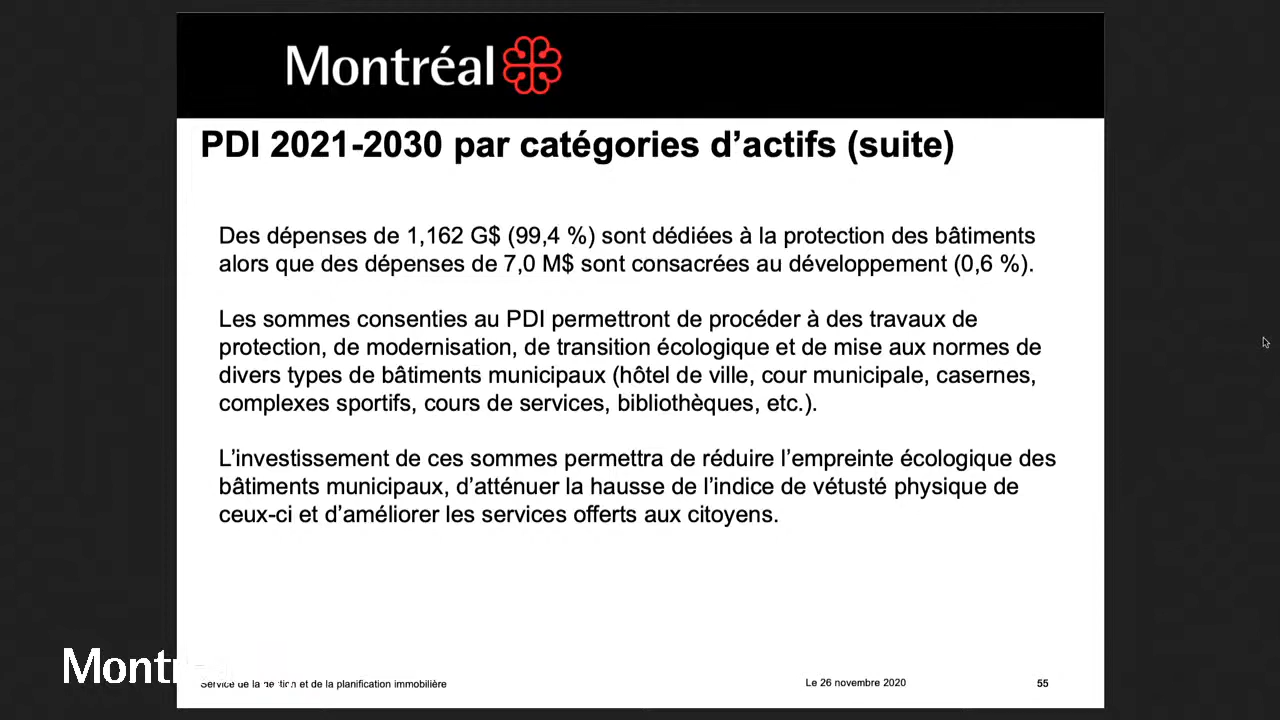 Montréal
PDI 2021-2030 par catégories d'actifs (suite)
Des dépenses de 1,162 G$ (99,4 %) sont dédiées à la protection des bâtiments
alors que des dépenses de 7,0 M$ sont consacrées au développement (0,6 %).
Les sommes consenties au PDI permettront de procéder à des travaux de
protection, de modernisation, de transition écologique et de mise aux normes de
divers types de bâtiments municipaux (hôtel de ville, cour municipale, casernes,
complexes sportifs, cours de services, bibliothèques, etc.).
L'investissement de ces sommes permettra de réduire l'empreinte écologique des
bâtiments municipaux, d'atténuer la hausse de l'indice de vétusté physique de
ceux-ci et d'améliorer les services offerts aux citoyens.
Montr
Service de la gestion et de la planification immobilière
Le 26 novembre 2020
55